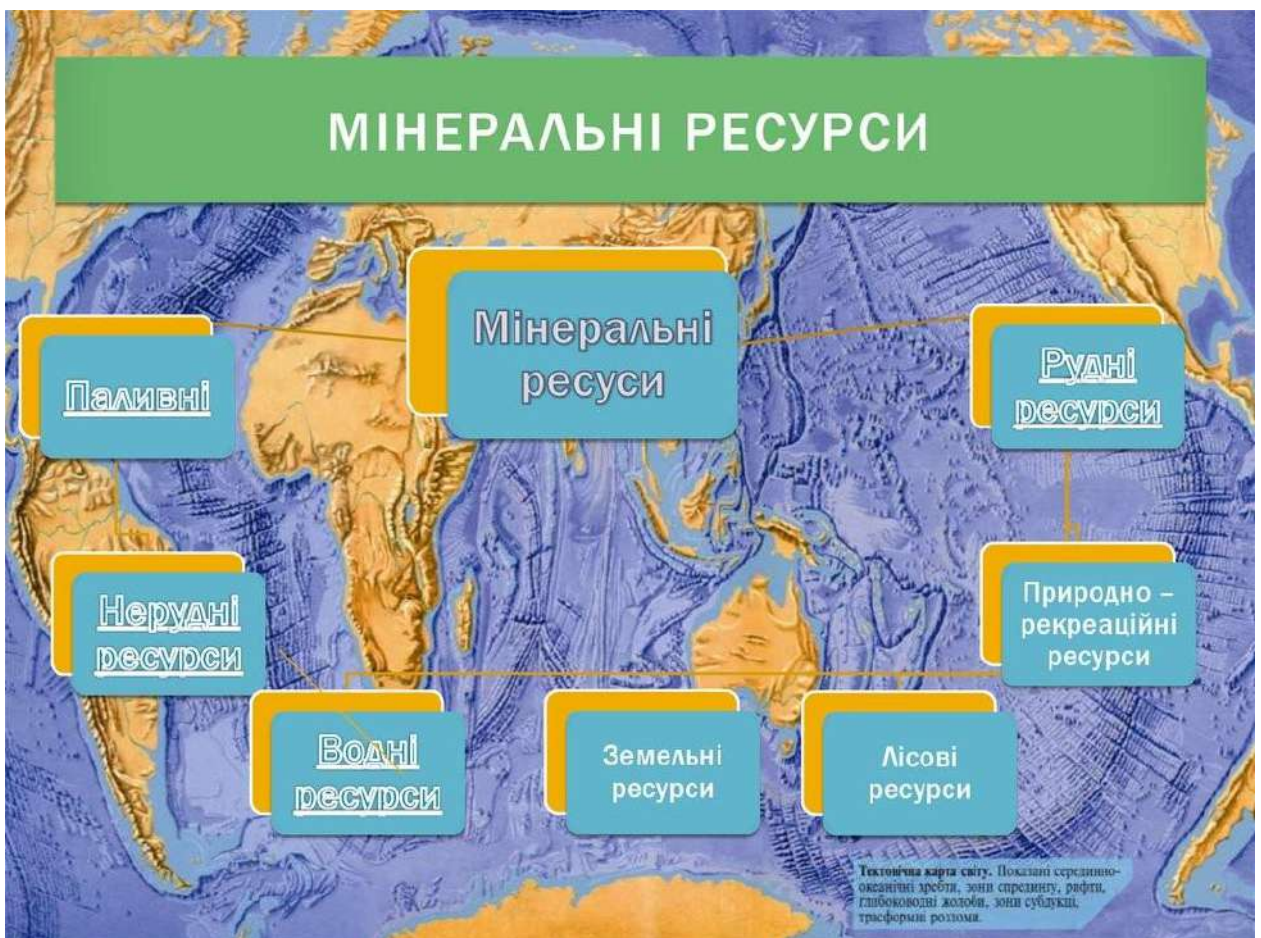 МІНЕРАЛЬНІ РЕСУРСИ
Мінеральні
ресуси
Паливні
Рудні
ресурси
Нерудні
ресурси
Природно –
рекреаційні
ресурси
Водні
ресурси
Земельні
ресурси
Лісові
ресурси
Тектонічна карта світу. Показані серединно-
океанічні хребти, зони спредингу, рифти,
глибоководні жолоби, зони субдукції,
трасформні розломи.